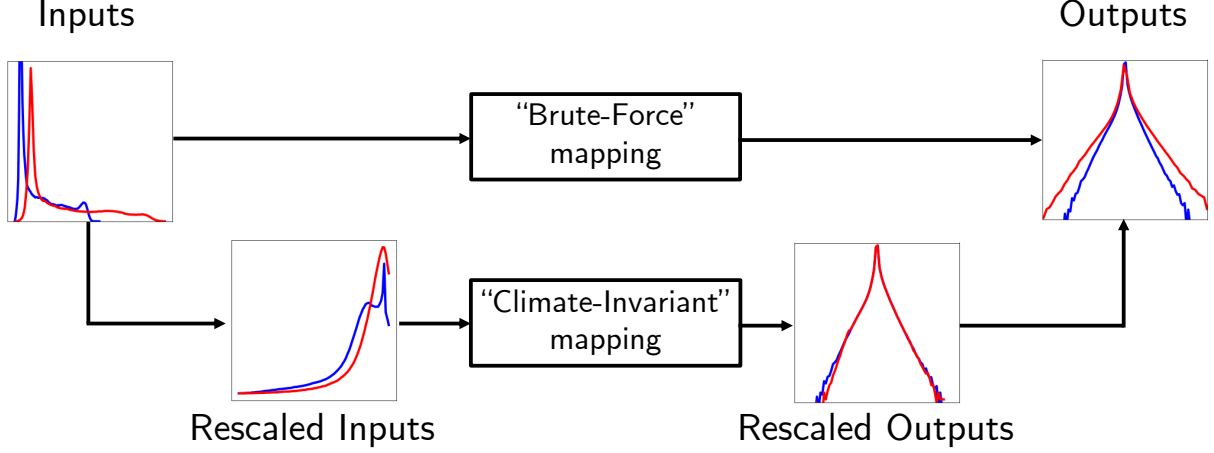 Inputs
Outputs
“Brute-Force”
mapping
“Climate-Invariant”
mapping
Rescaled Inputs
Rescaled Outputs